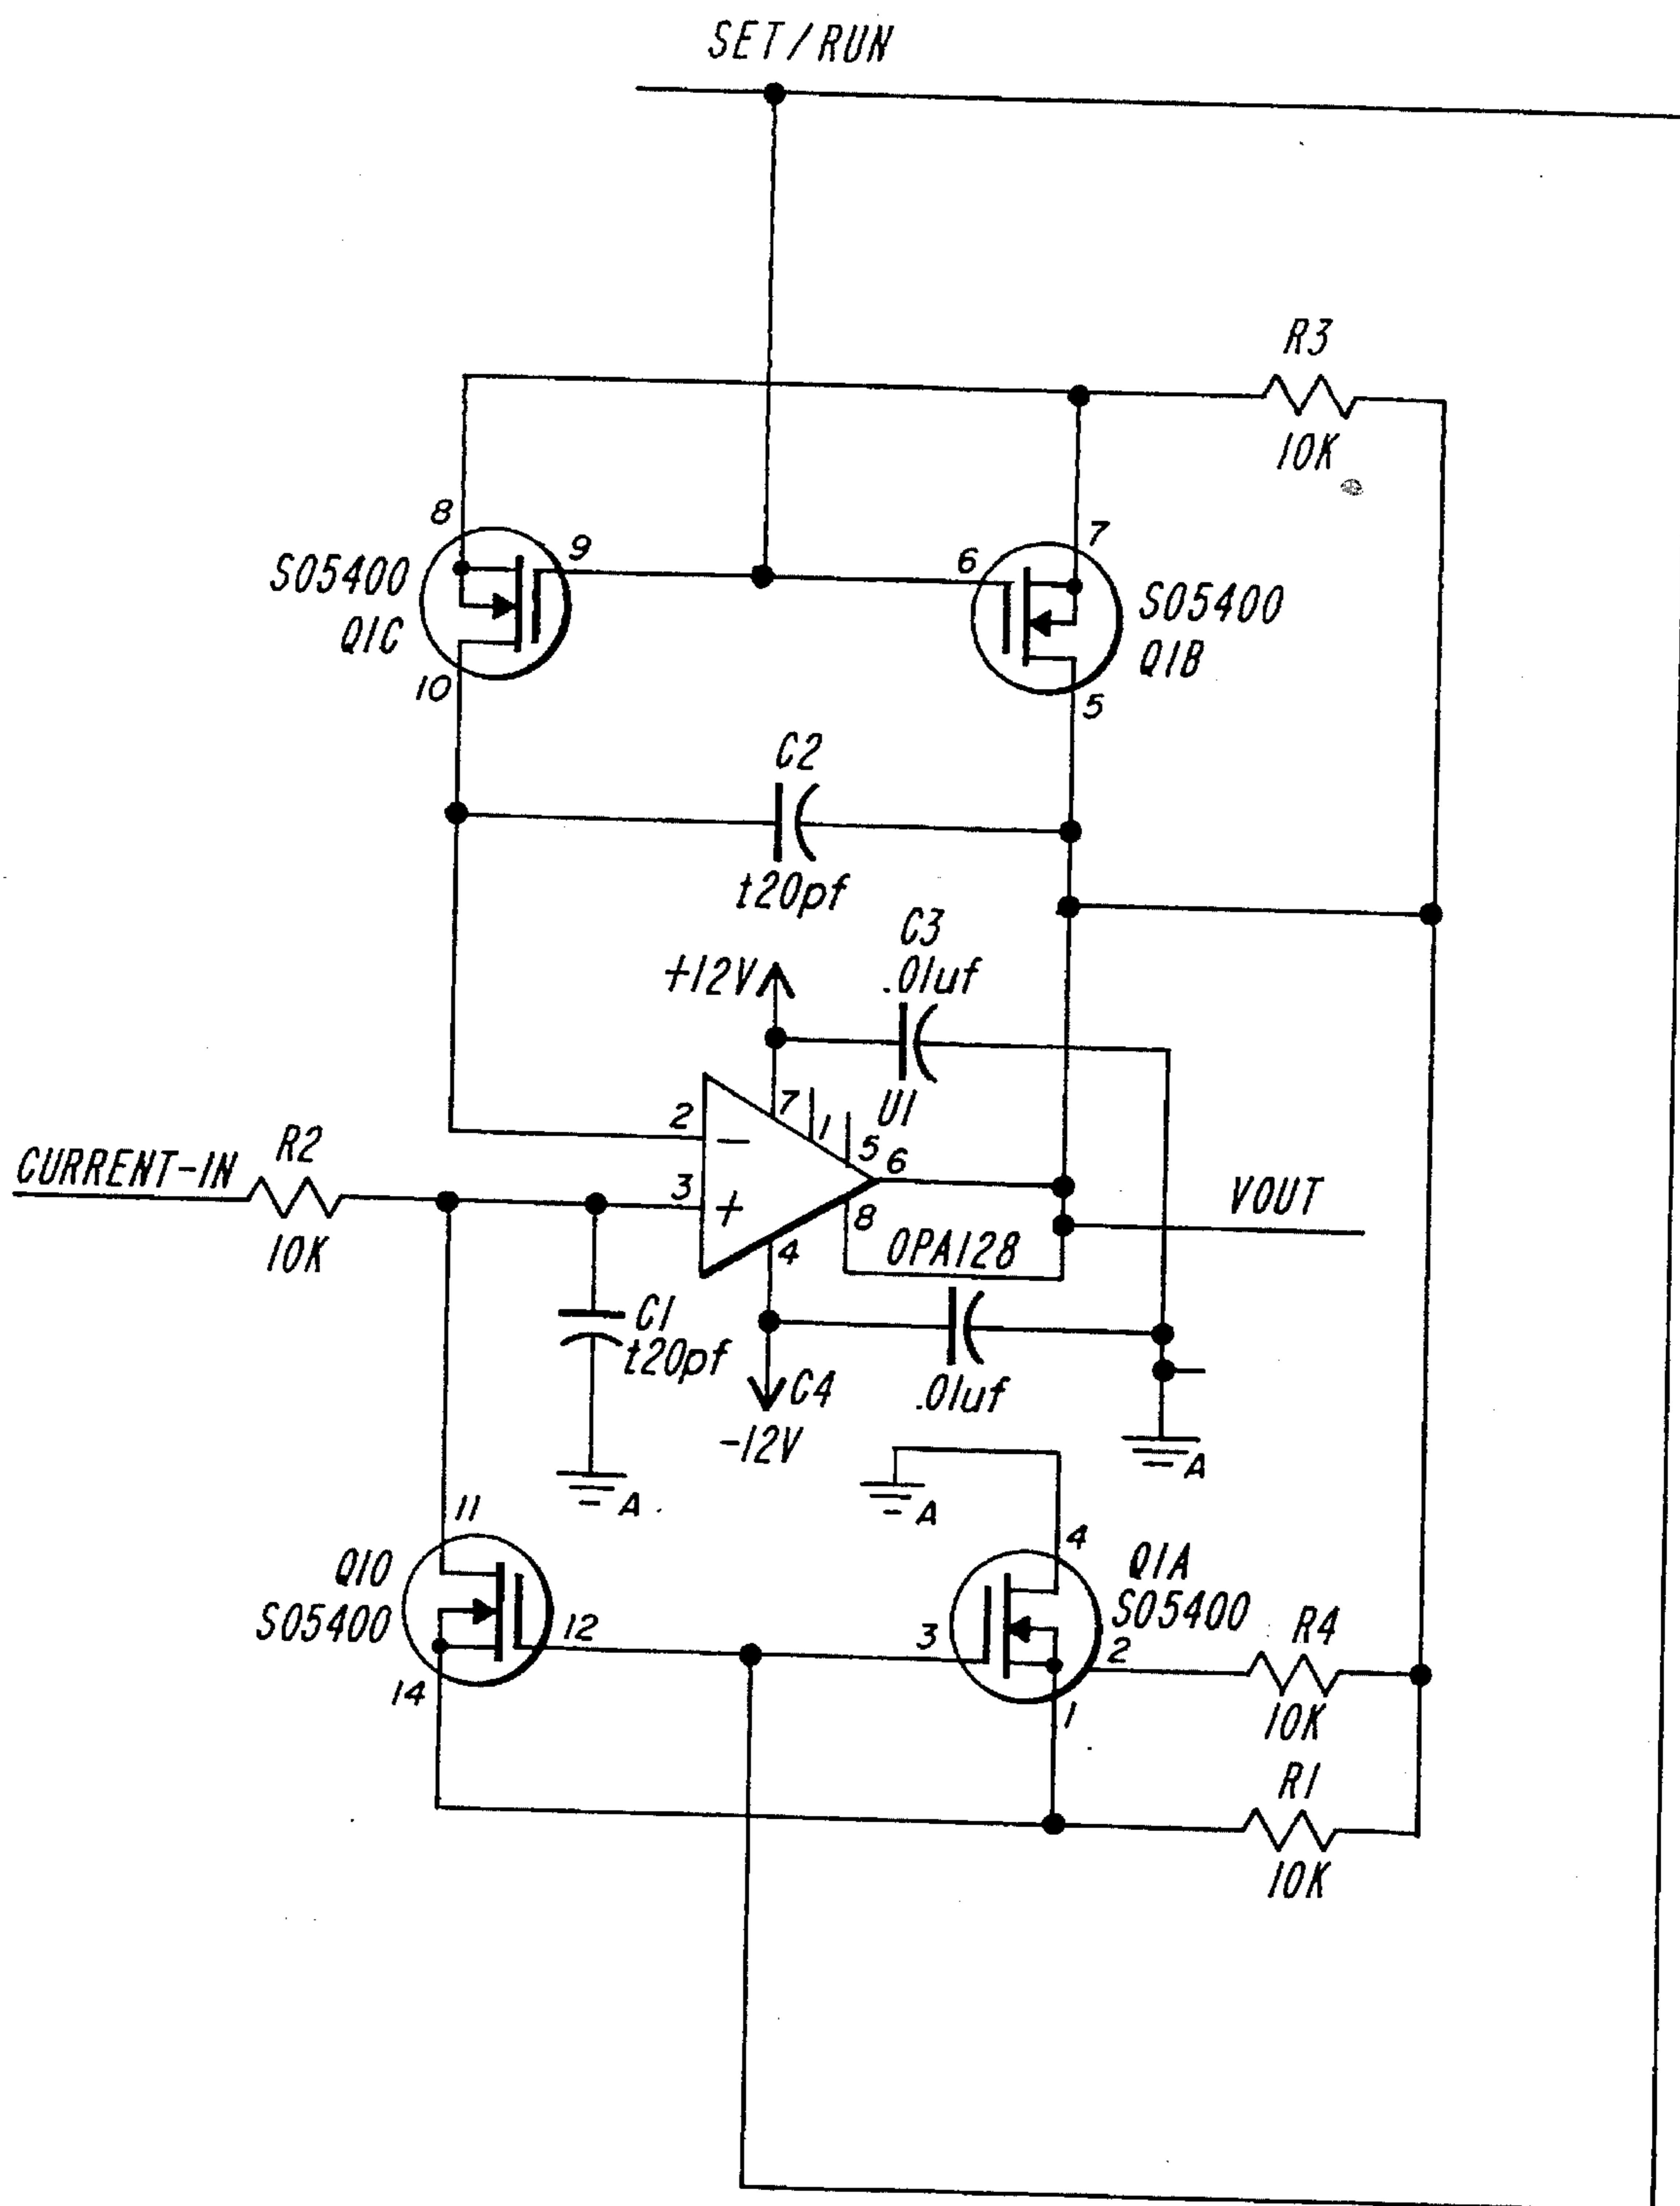 SET/RUN
R3
10K
8
9
S05400
Q1C
10
6
7
S05400
Q1B
5
C2
t20pf
C3
.01uf
+12V
7
1
U1
5
2
−
6
CURRENT-IN
R2
10K
3
+
8
VOUT
4
OPA128
C1
t20pf
C4
.01uf
-12V
A
A
A
11
4
Q10
S05400
Q1A
S05400
12
3
2
R4
10K
14
1
R1
10K